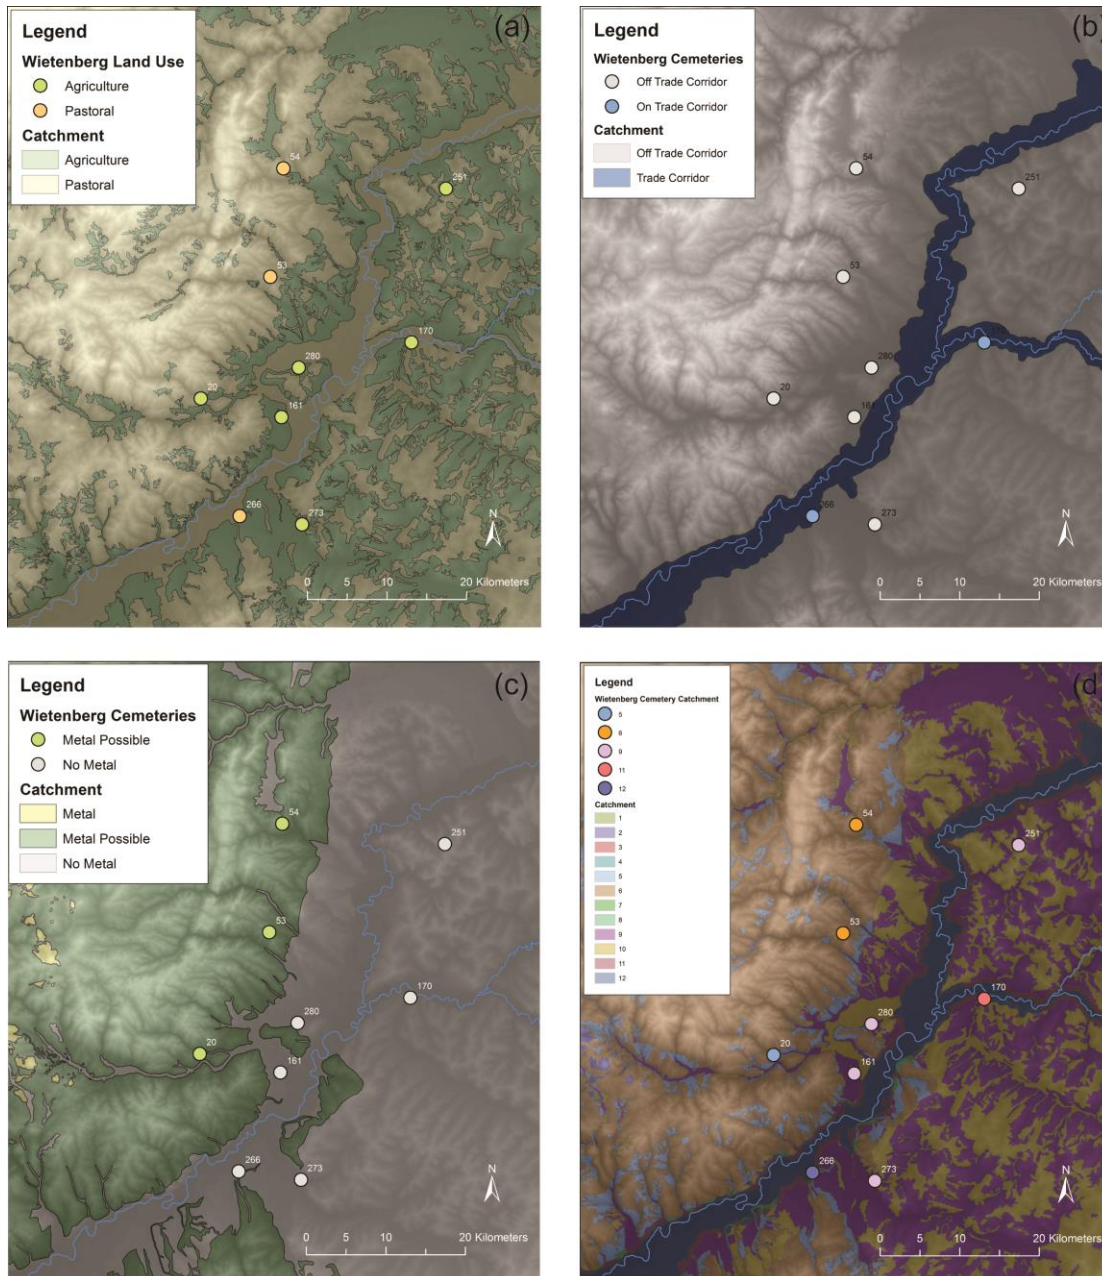 (a)
Legend
Wietenberg Land Use
Agriculture
Pastoral
Catchment
Agriculture
Pastoral
54
251
53
170
280
20
161
266
273
N
0 5 10 20 Kilometers
(b)
Legend
Wietenberg Cemeteries
Off Trade Corridor
On Trade Corridor
Catchment
Off Trade Corridor
Trade Corridor
54
251
53
280
20
161
266
273
N
0 5 10 20 Kilometers
(c)
Legend
Wietenberg Cemeteries
Metal Possible
No Metal
Catchment
Metal
Metal Possible
No Metal
54
251
53
170
280
20
161
266
273
N
0 5 10 20 Kilometers
(d)
Legend
Wietenberg Cemetery Catchment
5
6
9
11
12
Catchment
1
2
3
4
5
6
7
8
9
10
11
12
54
251
53
170
280
20
161
266
273
N
0 5 10 20 Kilometers